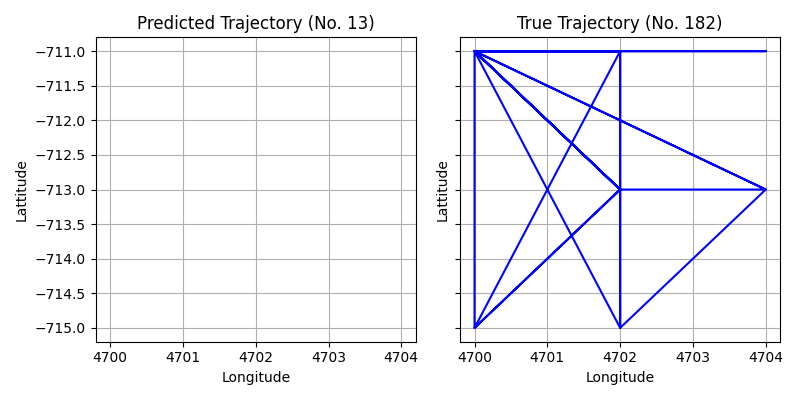 Predicted Trajectory (No. 13)
−711.0
−711.5
−712.0
−712.5
−713.0
−713.5
−714.0
−714.5
−715.0
Lattitude
4700 4701 4702 4703 4704
Longitude
True Trajectory (No. 182)
Lattitude
4700 4701 4702 4703 4704
Longitude